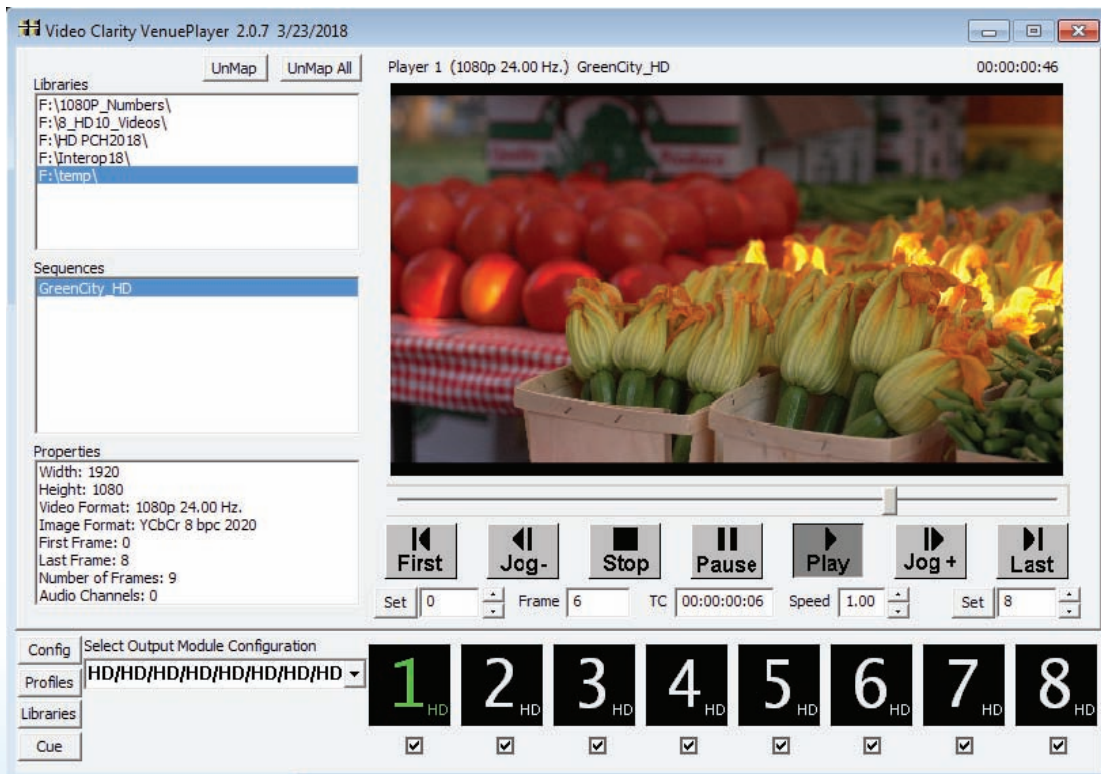 Video Clarity VenuePlayer 2.0.7 3/23/2018
UnMap
UnMap All
Libraries
F:\1080P_Numbers\
F:\8_HD10_Videos\
F:\HD PCH2018\
F:\Interop18\
F:\temp\
Sequences
GreenCity_HD
Properties
Width: 1920
Height: 1080
Video Format: 1080p 24.00 Hz.
Image Format: YCbCr 8 bpc 2020
First Frame: 0
Last Frame: 8
Number of Frames: 9
Audio Channels: 0
Player 1 (1080p 24.00 Hz.) GreenCity_HD
00:00:00:46
First
Jog-
Stop
Pause
Play
Jog+
Last
Set 0
Frame 6
TC 00:00:00:06
Speed 1.00
Set 8
Config
Profiles
Libraries
Cue
Select Output Module Configuration
HD/HD/HD/HD/HD/HD/HD/HD
1 HD
2 HD
3 HD
4 HD
5 HD
6 HD
7 HD
8 HD